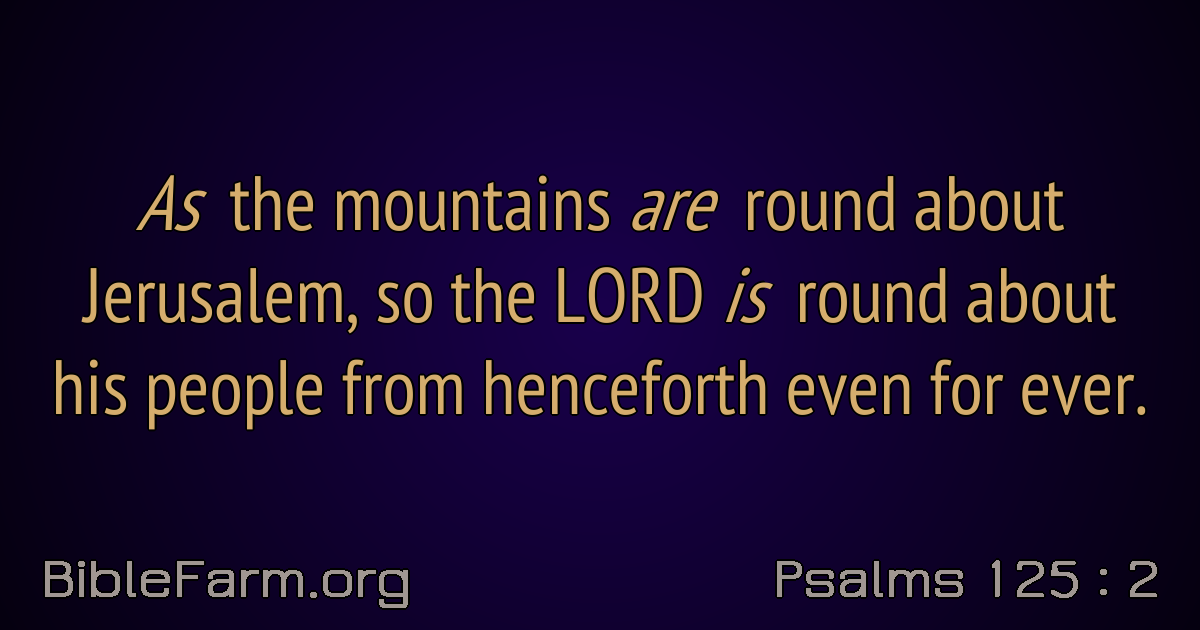 As the mountains are round about
Jerusalem, so the LORD is round about
his people from henceforth even for ever.
BibleFarm.org
Psalms 125 : 2